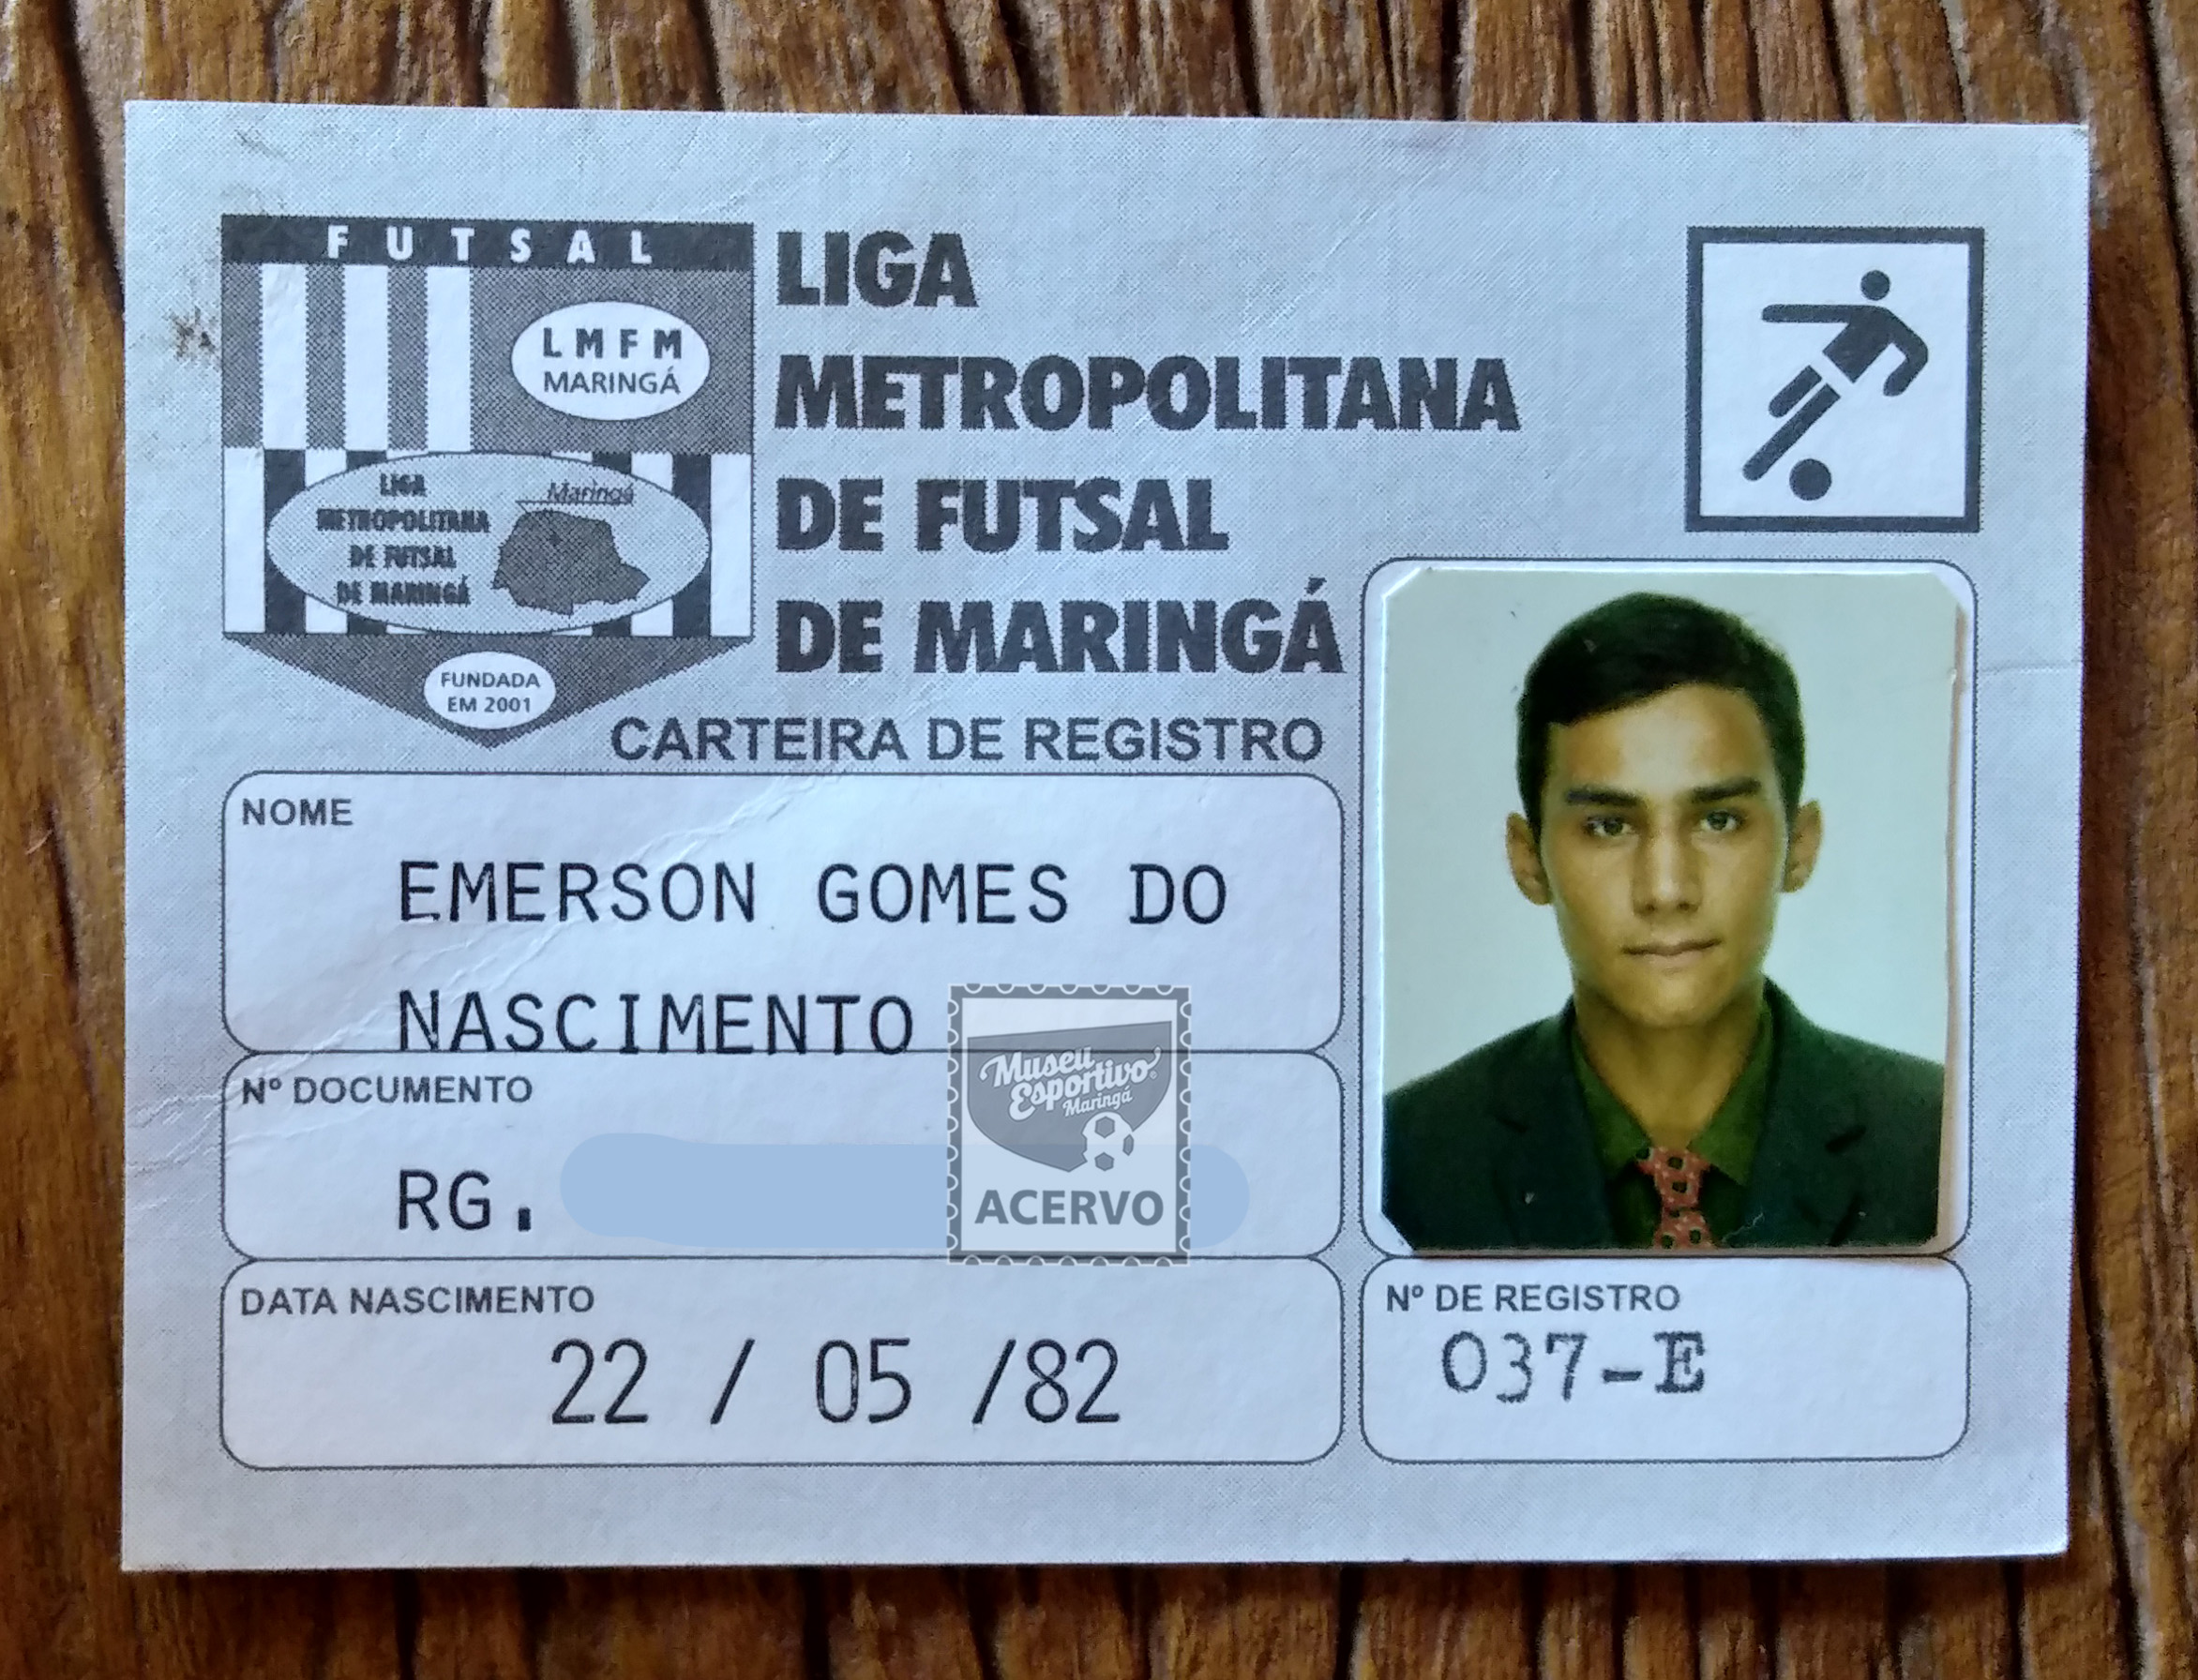 FUTSAL
LMFM
MARINGÁ
LIGA
METROPOLITANA
DE FUTSAL
DE MARINGÁ
Maringá
FUNDADA
EM 2001
LIGA
METROPOLITANA
DE FUTSAL
DE MARINGÁ
CARTEIRA DE REGISTRO
NOME
EMERSON GOMES DO
NASCIMENTO
Nº DOCUMENTO
RG.
Museu
Esportivo
Maringá
ACERVO
DATA NASCIMENTO
22 / 05 /82
Nº DE REGISTRO
037-E